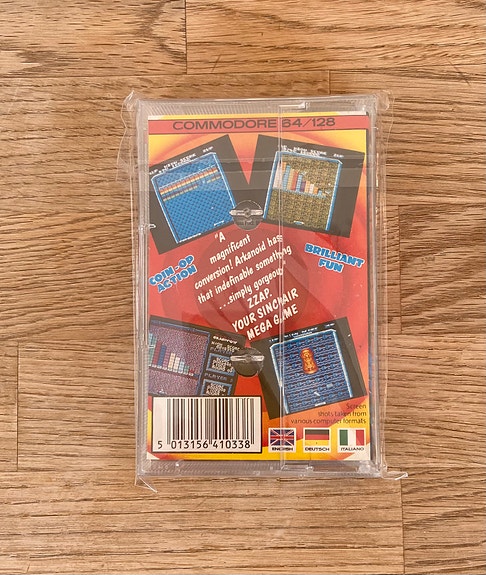 COMMODORE 64/128
"A
magnificent
conversion! Arkanoid has
that indefinable something
...simply gorgeous"
ZZAP.
YOUR SINCLAIR
MEGA GAME
COIN-OP
ACTION
BRILLIANT
FUN
Screen
shots taken from
various computer formats
5 013156 410338
ENGLISH
DEUTSCH
ITALIANO